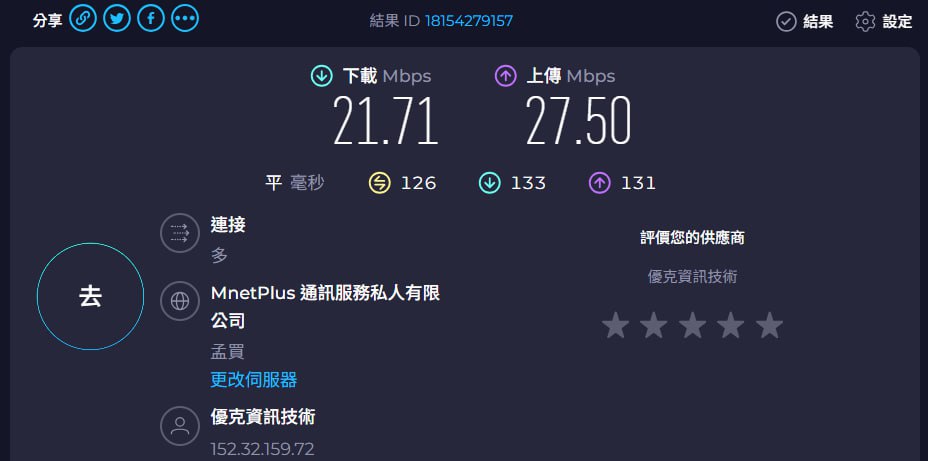 分享
結果 ID 18154279157
結果
設定
下載 Mbps
上傳 Mbps
21.71
27.50
平 毫秒 126 133 131
連接
多
MnetPlus 通訊服務私人有限
公司
孟買
更改伺服器
優克資訊技術
152.32.159.72
去
評價您的供應商
優克資訊技術